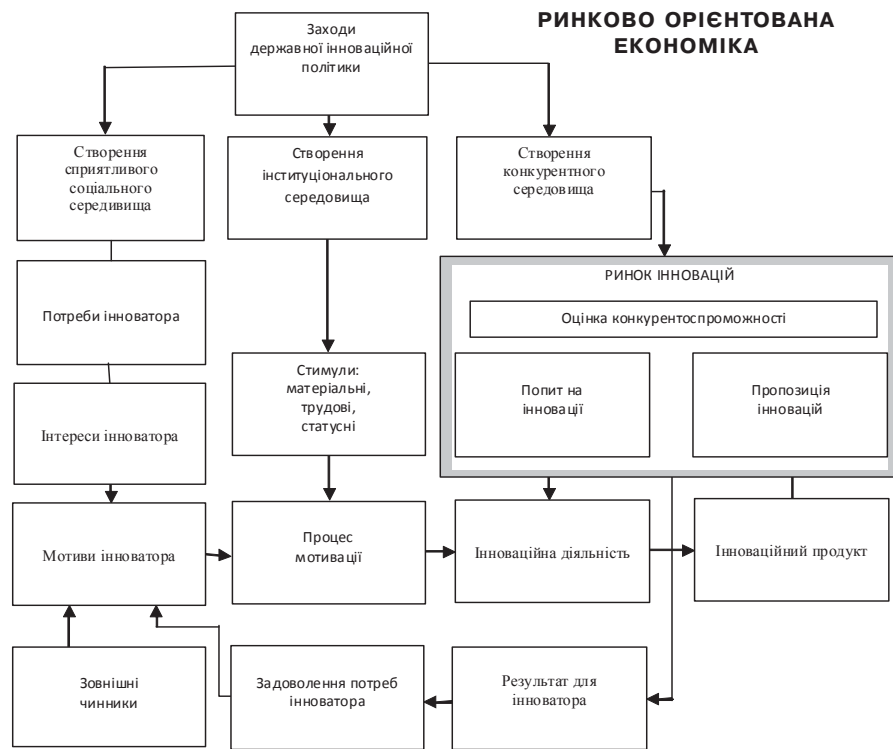 РИНКОВО ОРІЄНТОВАНА
ЕКОНОМІКА
Заходи
державної інноваційної
політики
Створення
сприятливого
соціального
середивища
Створення
інституціонального
середовища
Створення
конкурентного
середовища
Потреби інноватора
РИНОК ІННОВАЦІЙ
Оцінка конкурентоспроможності
Попит на
інновації
Пропозиція
інновацій
Стимули:
матеріальні,
трудові,
статусні
Інтереси інноватора
Мотиви інноватора
Процес
мотивації
Інноваційна діяльність
Інноваційний продукт
Зовнішні
чинники
Задоволення потреб
інноватора
Результат для
інноватора